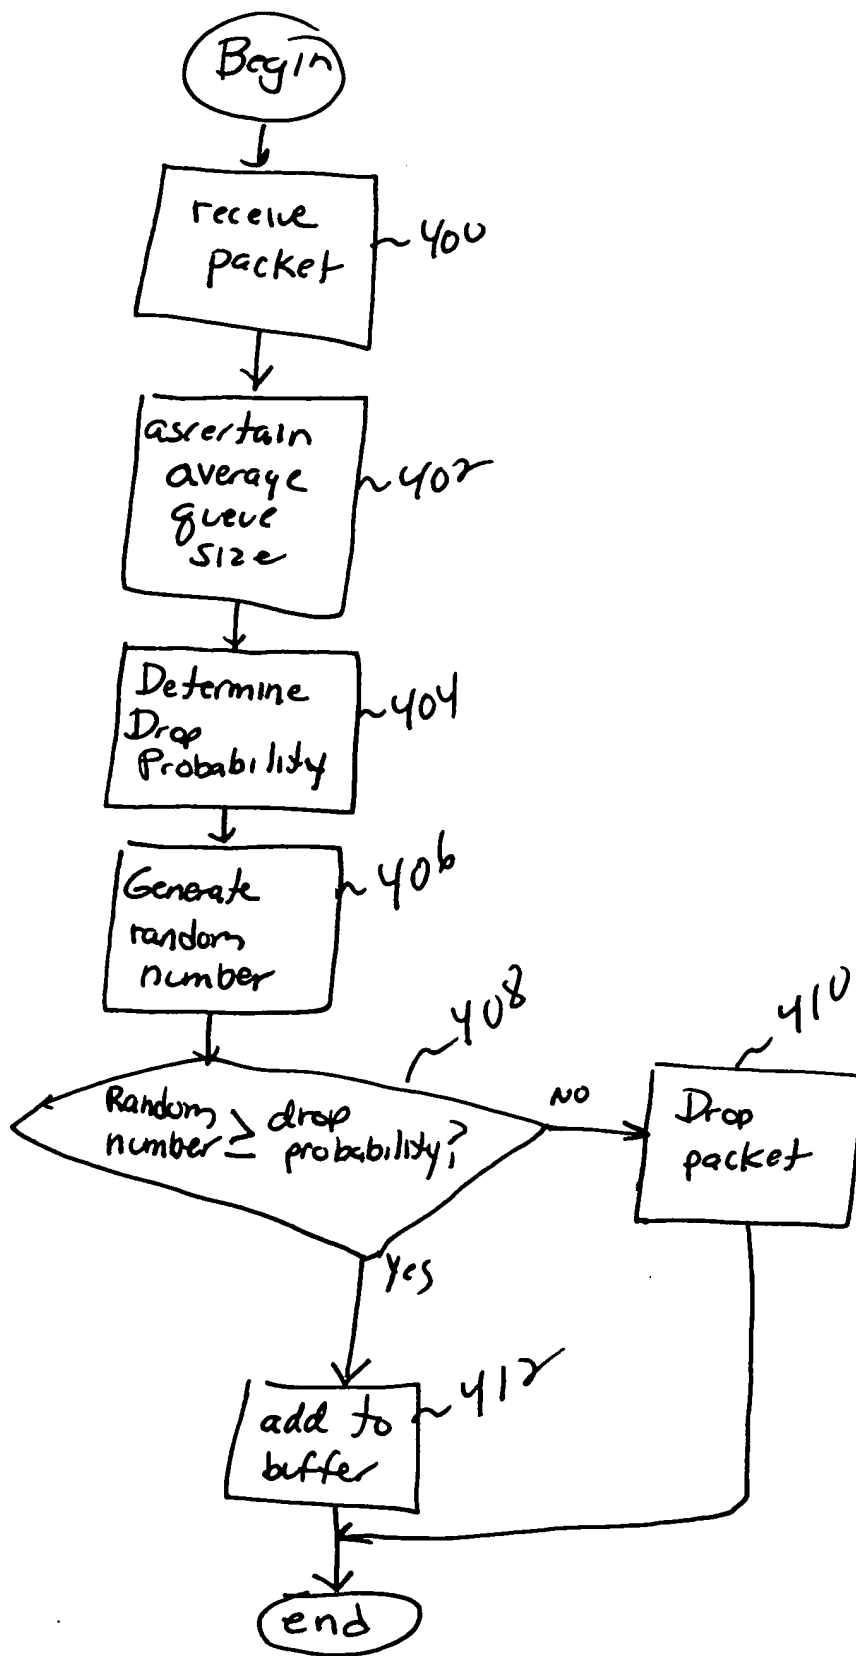 Begin
receive
packet
400
ascertain
average
queue
size
402
Determine
Drop
Probability
404
Generate
random
number
406
408
Random
number ≥ drop
probability?
NO
410
Drop
packet
Yes
412
add to
buffer
end